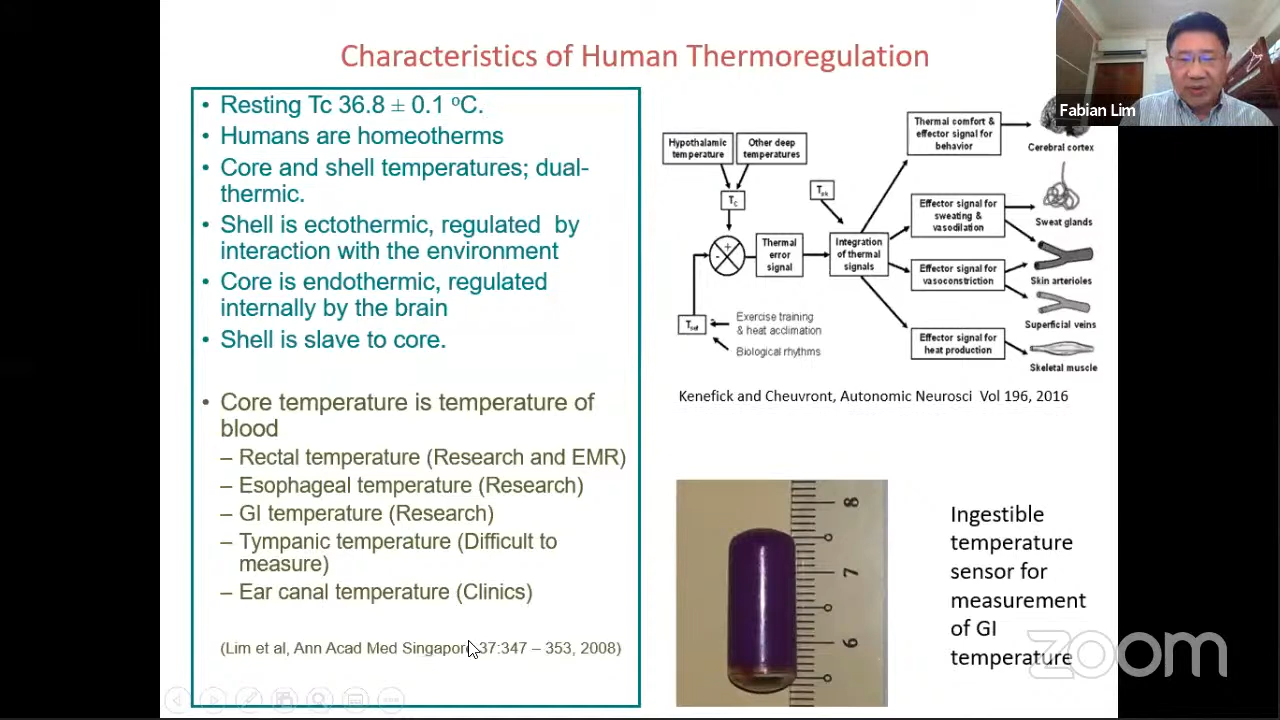 Characteristics of Human Thermoregulation
• Resting Tc 36.8 ± 0.1 ºC.
• Humans are homeotherms
• Core and shell temperatures; dual-
thermic.
• Shell is ectothermic, regulated by
interaction with the environment
• Core is endothermic, regulated
internally by the brain
• Shell is slave to core.
• Core temperature is temperature of
blood
– Rectal temperature (Research and EMR)
– Esophageal temperature (Research)
– GI temperature (Research)
– Tympanic temperature (Difficult to
measure)
– Ear canal temperature (Clinics)
(Lim et al, Ann Acad Med Singapore 37:347 – 353, 2008)
Fabian Lim
Hypothalamic
temperature
Other deep
temperatures
Tc
Tsk
+
-
Thermal
error
signal
Integration
of thermal
signals
Tset
Exercise training
& heat acclimation
Biological rhythms
Thermal comfort &
effector signal for
behavior
Cerebral cortex
Effector signal for
sweating &
vasodilation
Sweat glands
Skin arterioles
Effector signal for
vasoconstriction
Superficial veins
Effector signal for
heat production
Skeletal muscle
Kenefick and Cheuvront, Autonomic Neurosci Vol 196, 2016
8
7
6
Ingestible
temperature
sensor for
measurement
of GI
temperature
zoom